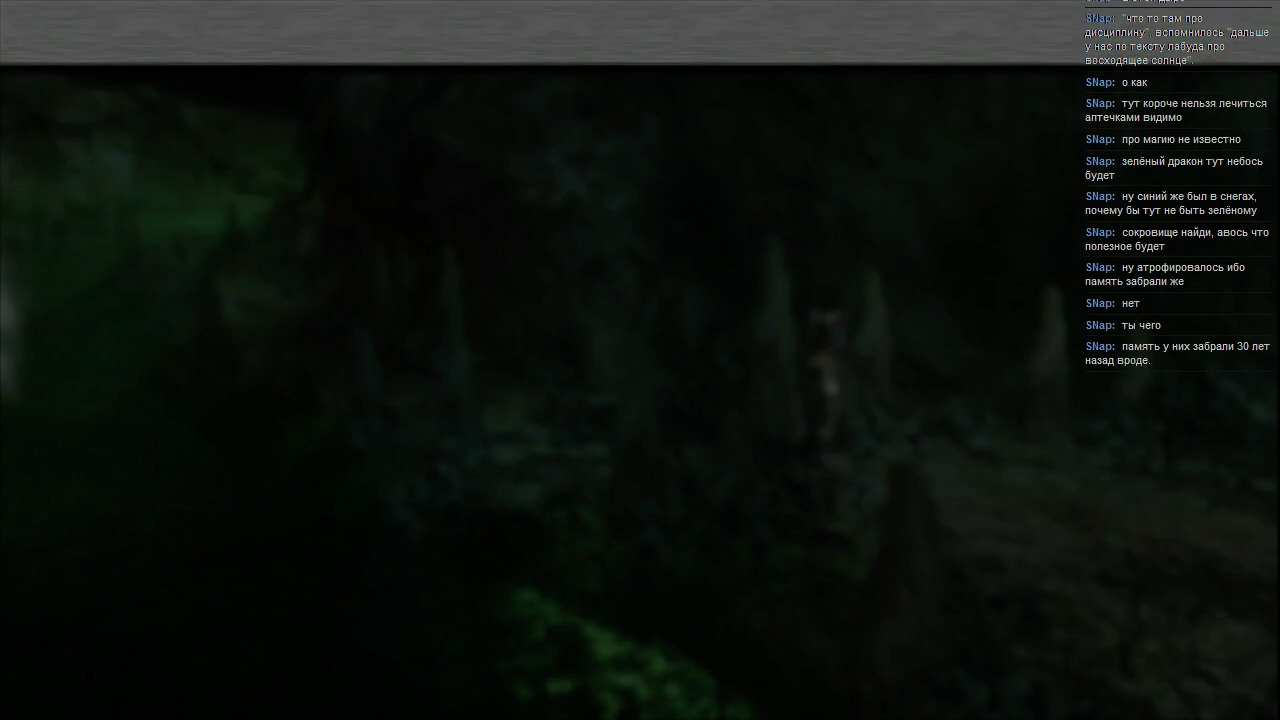 SNap: "что то там про
дисциплину". вспомнилось "дальше
у нас по тексту лабуда про
восходящее солнце".
SNap: о как
SNap: тут короче нельзя лечиться
аптечками видимо
SNap: про магию не известно
SNap: зелёный дракон тут небось
будет
SNap: ну синий же был в снегах,
почему бы тут не быть зелёному
SNap: сокровище найди, авось что
полезное будет
SNap: ну атрофировалось ибо
память забрали же
SNap: нет
SNap: ты чего
SNap: память у них забрали 30 лет
назад вроде.